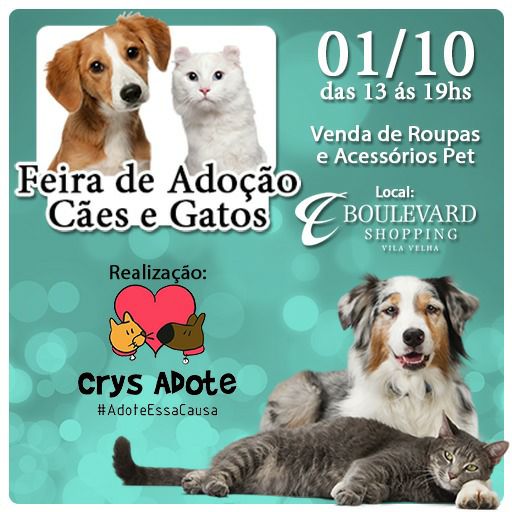 01/10
das 13 ás 19hs
Feira de Adoção
Cães e Gatos
Venda de Roupas
e Acessórios Pet
Local:
BOULEVARD
SHOPPING
VILA VELHA
Realização:
crys ADote
#AdoteEssaCausa